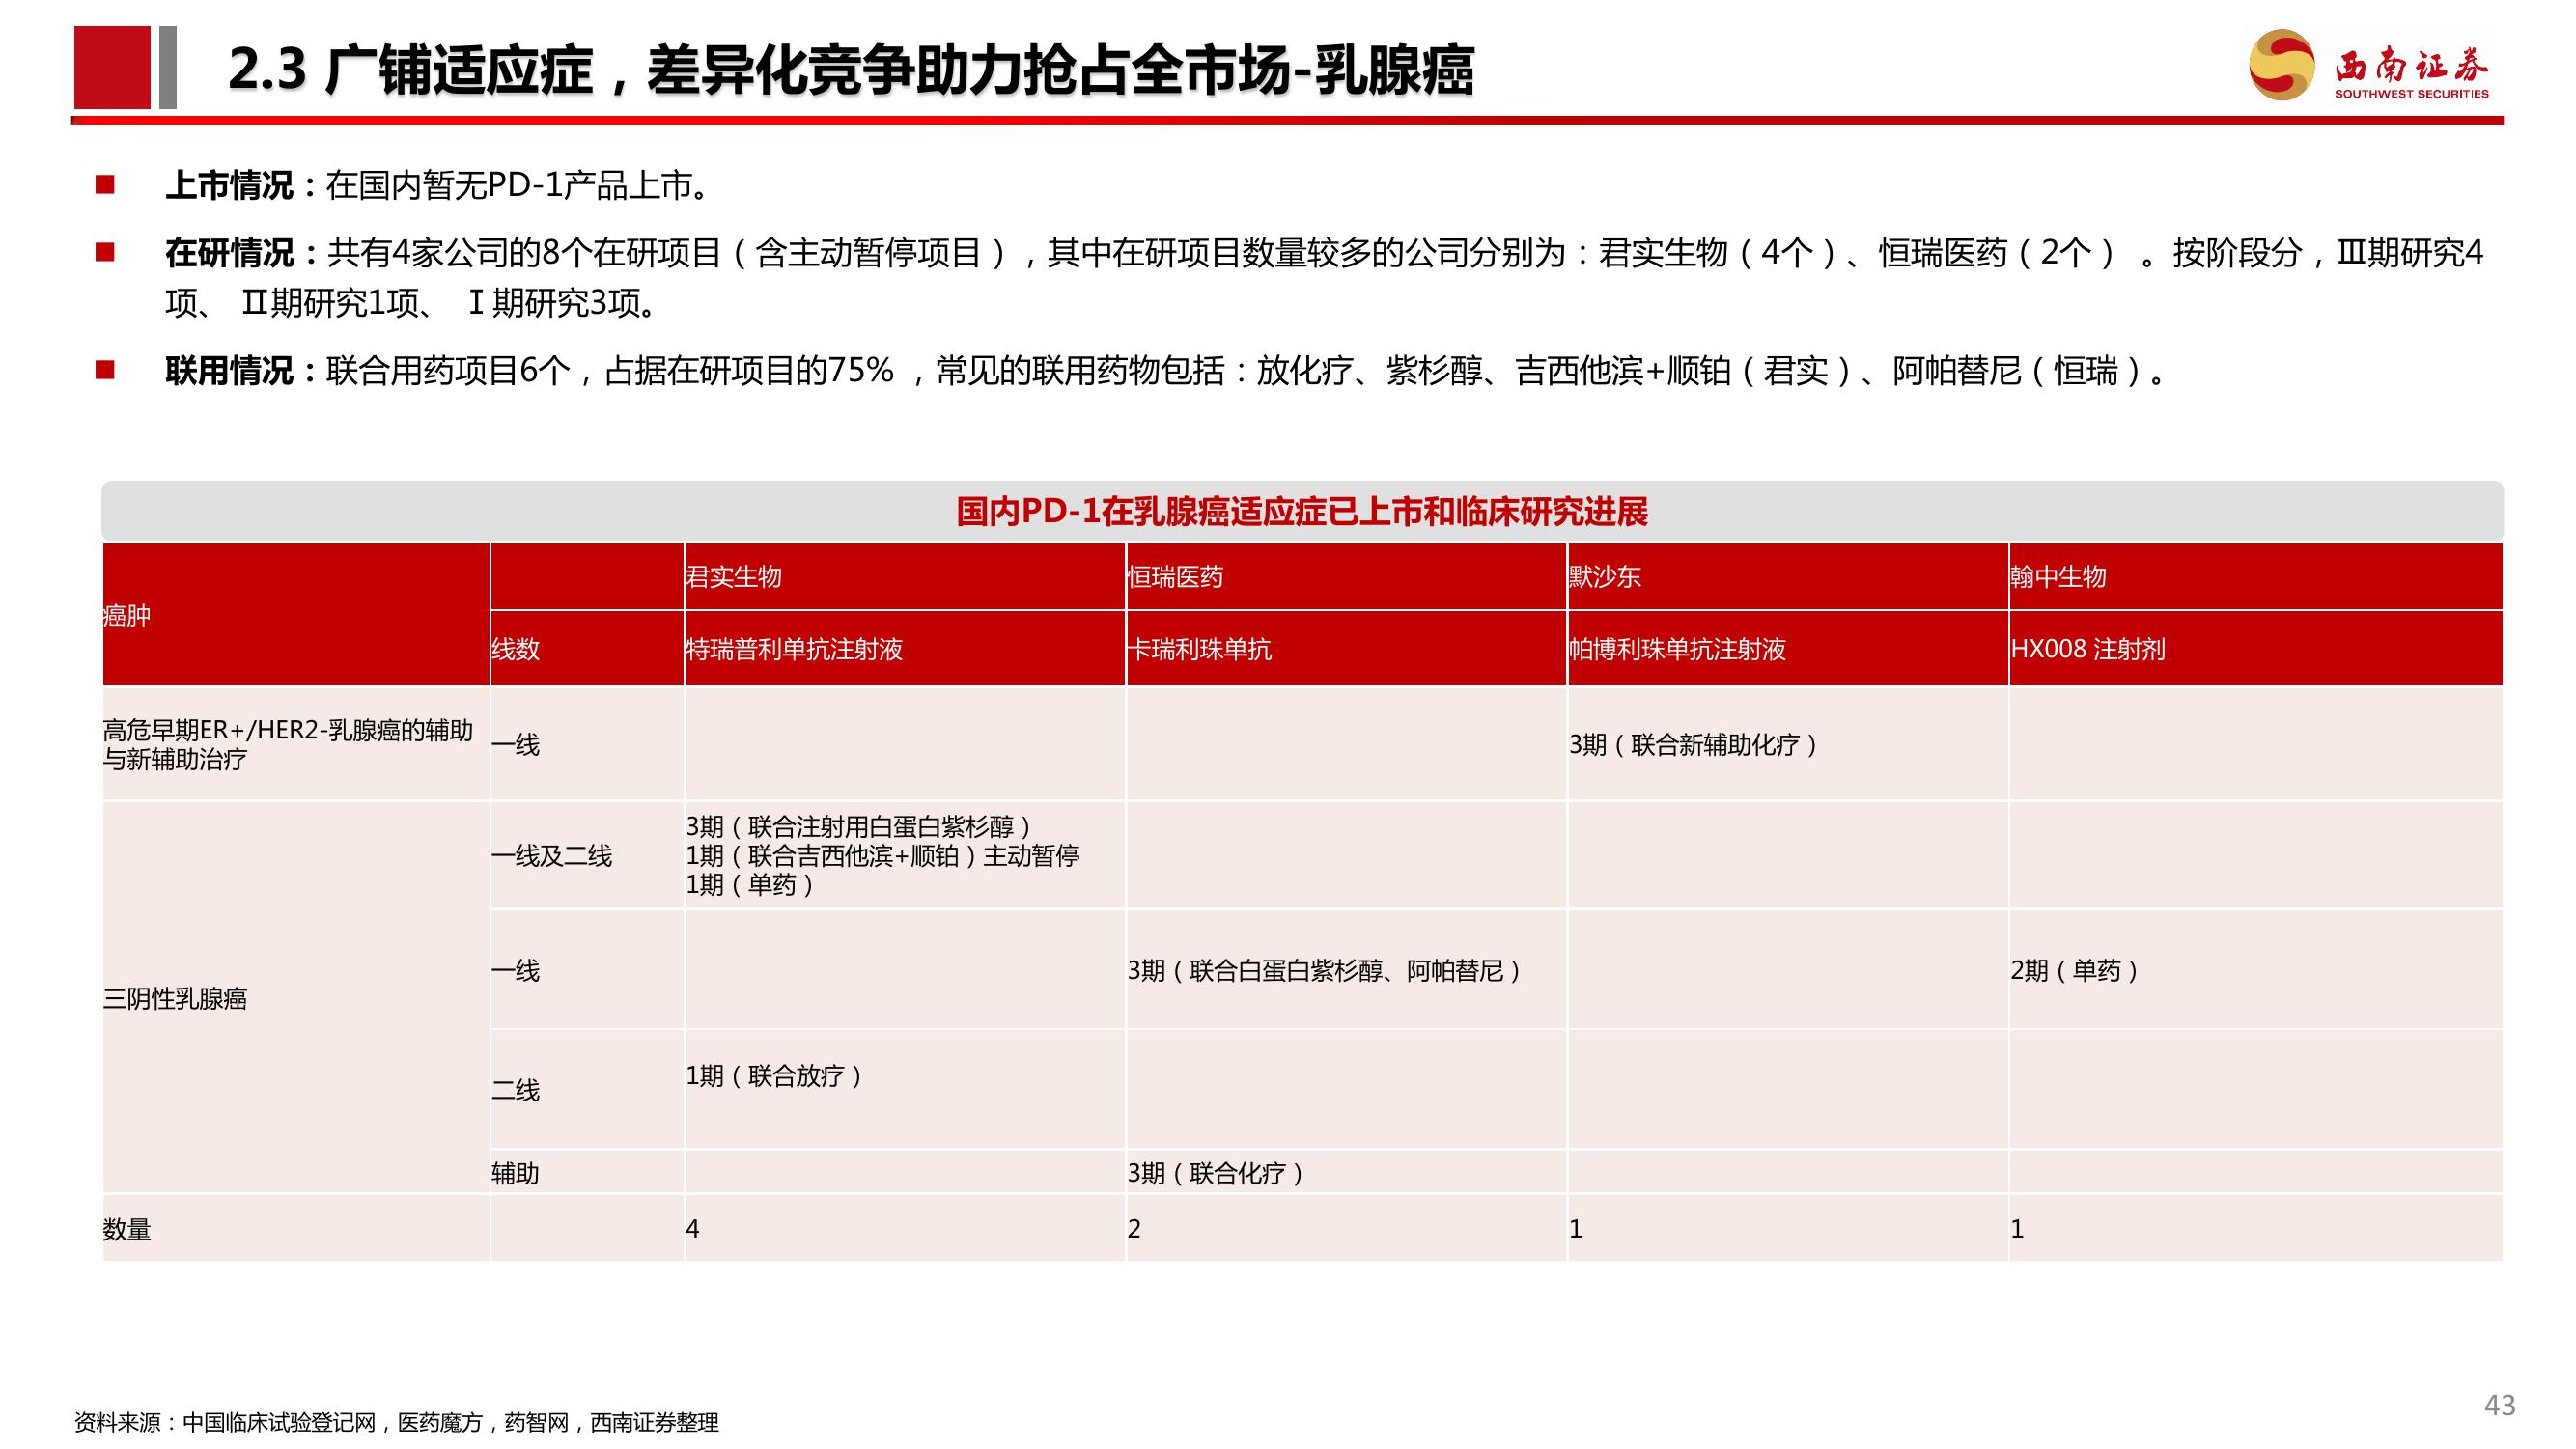 2.3 广铺适应症，差异化竞争助力抢占全市场-乳腺癌
西南证券
SOUTHWEST SECURITIES
■ 上市情况：在国内暂无PD-1产品上市。
■ 在研情况：共有4家公司的8个在研项目（含主动暂停项目），其中在研项目数量较多的公司分别为：君实生物（4个）、恒瑞医药（2个） 。按阶段分，Ⅲ期研究4
项、 Ⅱ期研究1项、 Ⅰ期研究3项。
■ 联用情况：联合用药项目6个，占据在研项目的75% ，常见的联用药物包括：放化疗、紫杉醇、吉西他滨+顺铂（君实）、阿帕替尼（恒瑞）。
国内PD-1在乳腺癌适应症已上市和临床研究进展
癌肿 君实生物 恒瑞医药 默沙东 翰中生物
线数 特瑞普利单抗注射液 卡瑞利珠单抗 帕博利珠单抗注射液 HX008 注射剂
高危早期ER+/HER2-乳腺癌的辅助
与新辅助治疗
一线 3期（联合新辅助化疗）
三阴性乳腺癌
一线及二线
3期（联合注射用白蛋白紫杉醇）
1期（联合吉西他滨+顺铂）主动暂停
1期（单药）
一线 3期（联合白蛋白紫杉醇、阿帕替尼） 2期（单药）
二线 1期（联合放疗）
辅助 3期（联合化疗）
数量 4 2 1 1
资料来源：中国临床试验登记网，医药魔方，药智网，西南证券整理
43